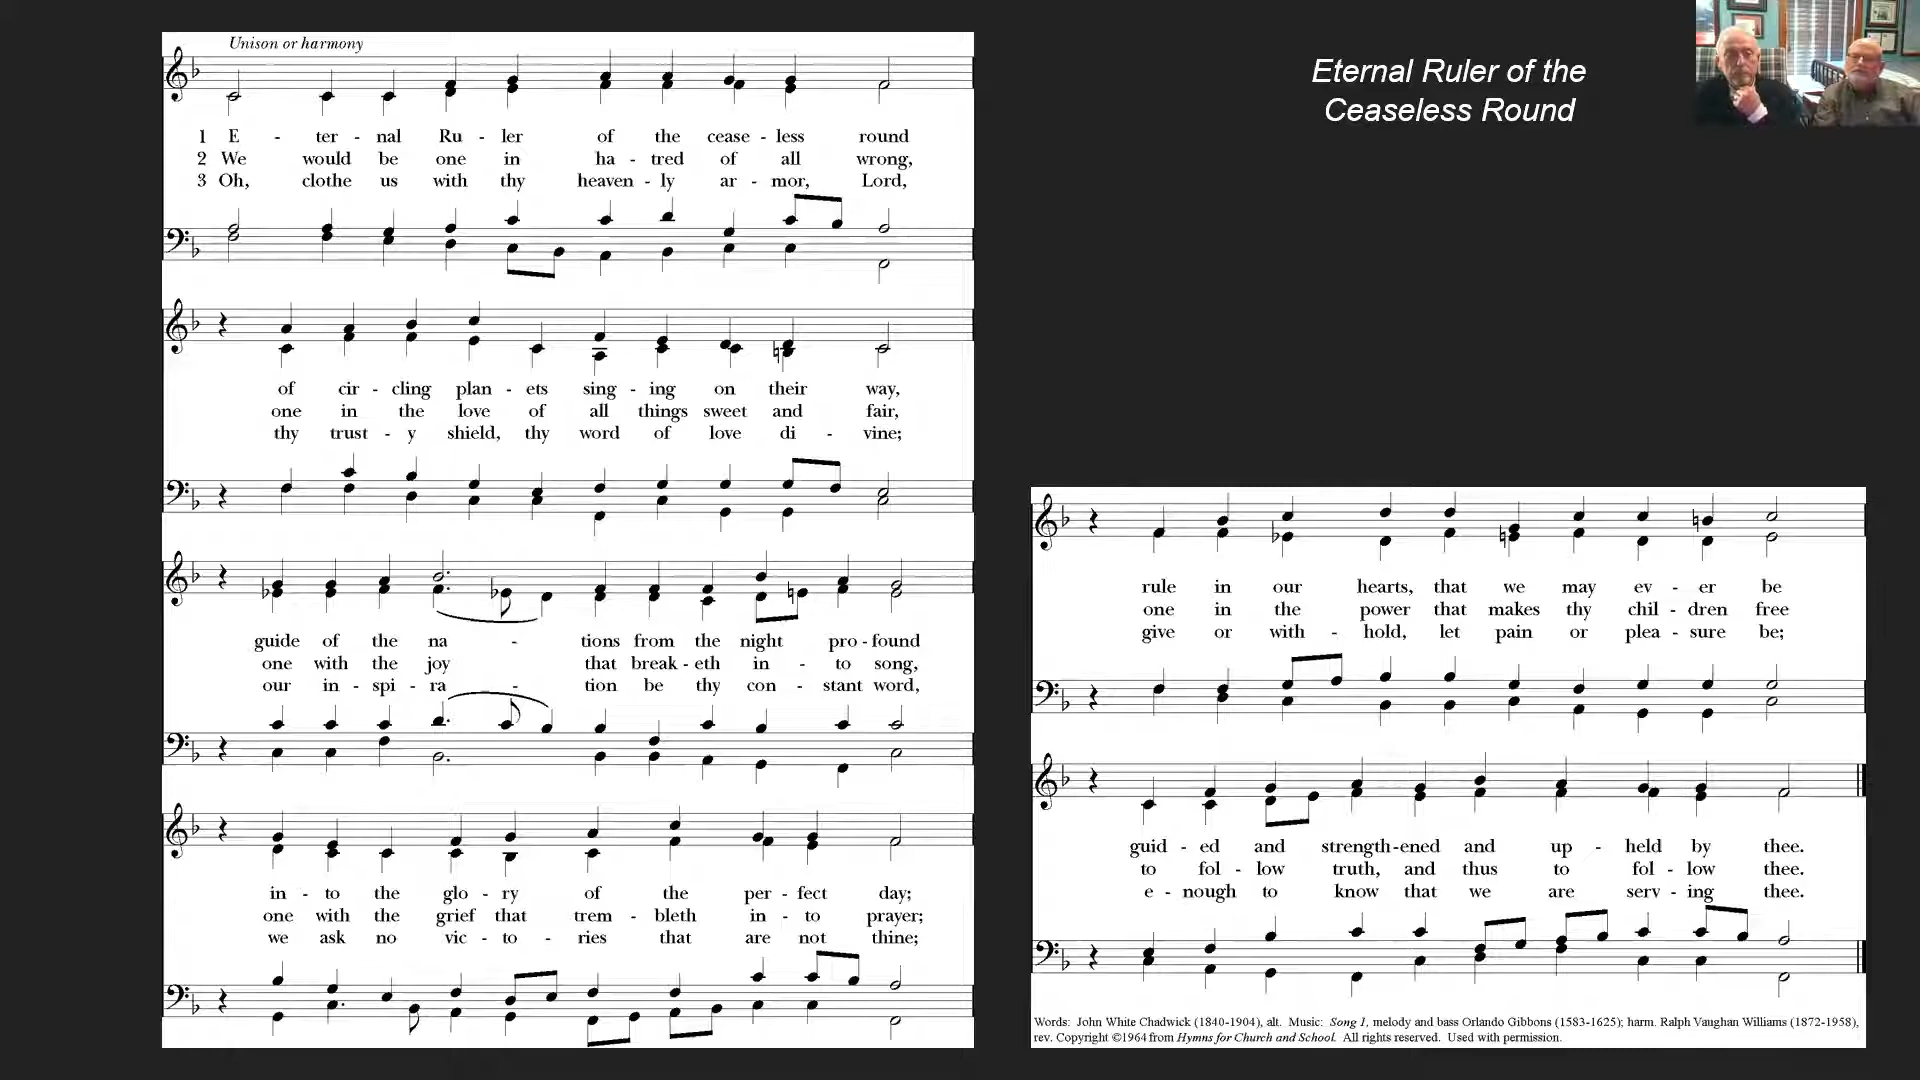 Eternal Ruler of the
Ceaseless Round
Unison or harmony
1 E - ter - nal Ru - ler of the cease - less round
2 We would be one in ha - tred of all wrong,
3 Oh, clothe us with thy heaven - ly ar - mor, Lord,
of cir - cling plan - ets sing - ing on their way,
one in the love of all things sweet and fair,
thy trust - y shield, thy word of love di - vine;
guide of the na - tions from the night pro - found
one with the joy that break - eth in - to song,
our in - spi - ra - tion be thy con - stant word,
in - to the glo - ry of the per - fect day;
one with the grief that trem - bleth in - to prayer;
we ask no vic - to - ries that are not thine;
rule in our hearts, that we may ev - er be
one in the power that makes thy chil - dren free
give or with - hold, let pain or plea - sure be;
guid - ed and strength - ened and up - held by thee.
to fol - low truth, and thus to fol - low thee.
e - nough to know that we are serv - ing thee.
Words: John White Chadwick (1840-1904), alt. Music: Song 1, melody and bass Orlando Gibbons (1583-1625); harm. Ralph Vaughan Williams (1872-1958),
rev. Copyright ©1964 from Hymns for Church and School. All rights reserved. Used with permission.